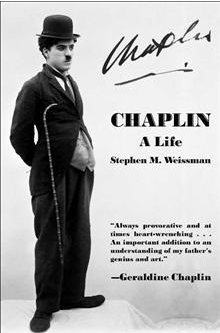 Chaplin
CHAPLIN
A Life
Stephen M. Weissman
"Always provocative and at
times heart-wrenching . . .
An important addition to an
understanding of my father's
genius and art."
—Geraldine Chaplin